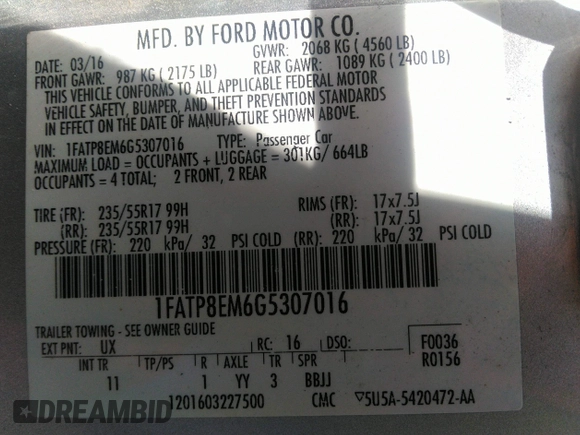 MFD. BY FORD MOTOR CO.
DATE: 03/16 GVWR: 2068 KG ( 4560 LB)
FRONT GAWR: 987 KG ( 2175 LB) REAR GAWR: 1089 KG ( 2400 LB)
THIS VEHICLE CONFORMS TO ALL APPLICABLE FEDERAL MOTOR
VEHICLE SAFETY, BUMPER, AND THEFT PREVENTION STANDARDS
IN EFFECT ON THE DATE OF MANUFACTURE SHOWN ABOVE.
VIN: 1FATP8EM6G5307016 TYPE: Passenger Car
MAXIMUM LOAD = OCCUPANTS + LUGGAGE = 301KG/ 664LB
OCCUPANTS = 4 TOTAL; 2 FRONT, 2 REAR
TIRE (FR): 235/55R17 99H RIMS (FR): 17x7.5J
(RR): 235/55R17 99H (RR): 17x7.5J
PRESSURE (FR): 220 kPa/ 32 PSI COLD (RR): 220 kPa/ 32 PSI COLD
1FATP8EM6G5307016
TRAILER TOWING - SEE OWNER GUIDE
EXT PNT: UX RC: 16 DSO: F0036
INT TR TP/PS R AXLE TR SPR R0156
11 1 YY 3 BBJJ
1201603227500 CMC ▽5U5A-5420472-AA
DREAMBID